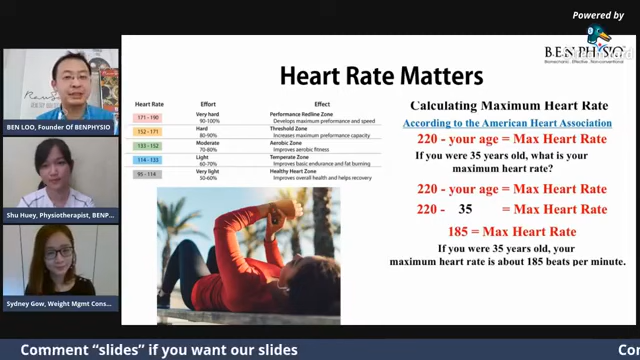 Powered by
BENPHYSIO
Biomechanic . Effective . Nonconventional
Heart Rate Matters
Heart Rate Effort Effect
171 - 190 Very hard Performance Redline Zone
90-100% Develops maximum performance and speed
152 - 171 Hard Threshold Zone
80-90% Increases maximum performance capacity
133 - 152 Moderate Aerobic Zone
70-80% Improves aerobic fitness
114 - 133 Light Temperate Zone
60-70% Improves basic endurance and fat burning
95 - 114 Very light Healthy Heart Zone
50-60% Improves overall health and helps recovery
Calculating Maximum Heart Rate
According to the American Heart Association
220 - your age = Max Heart Rate
If you were 35 years old, what is your
maximum heart rate?
220 - your age = Max Heart Rate
220 - 35 = Max Heart Rate
185 = Max Heart Rate
If you were 35 years old, your
maximum heart rate is about 185 beats per minute.
BEN LOO, Founder Of BENPHYSIO
Shu Huey, Physiotherapist, BENP...
Sydney Gow, Weight Mgmt Cons...
Comment “slides” if you want our slides
Co